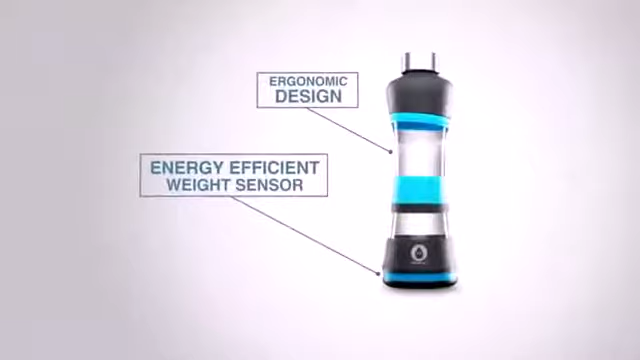 ERGONOMIC
DESIGN
ENERGY EFFICIENT
WEIGHT SENSOR